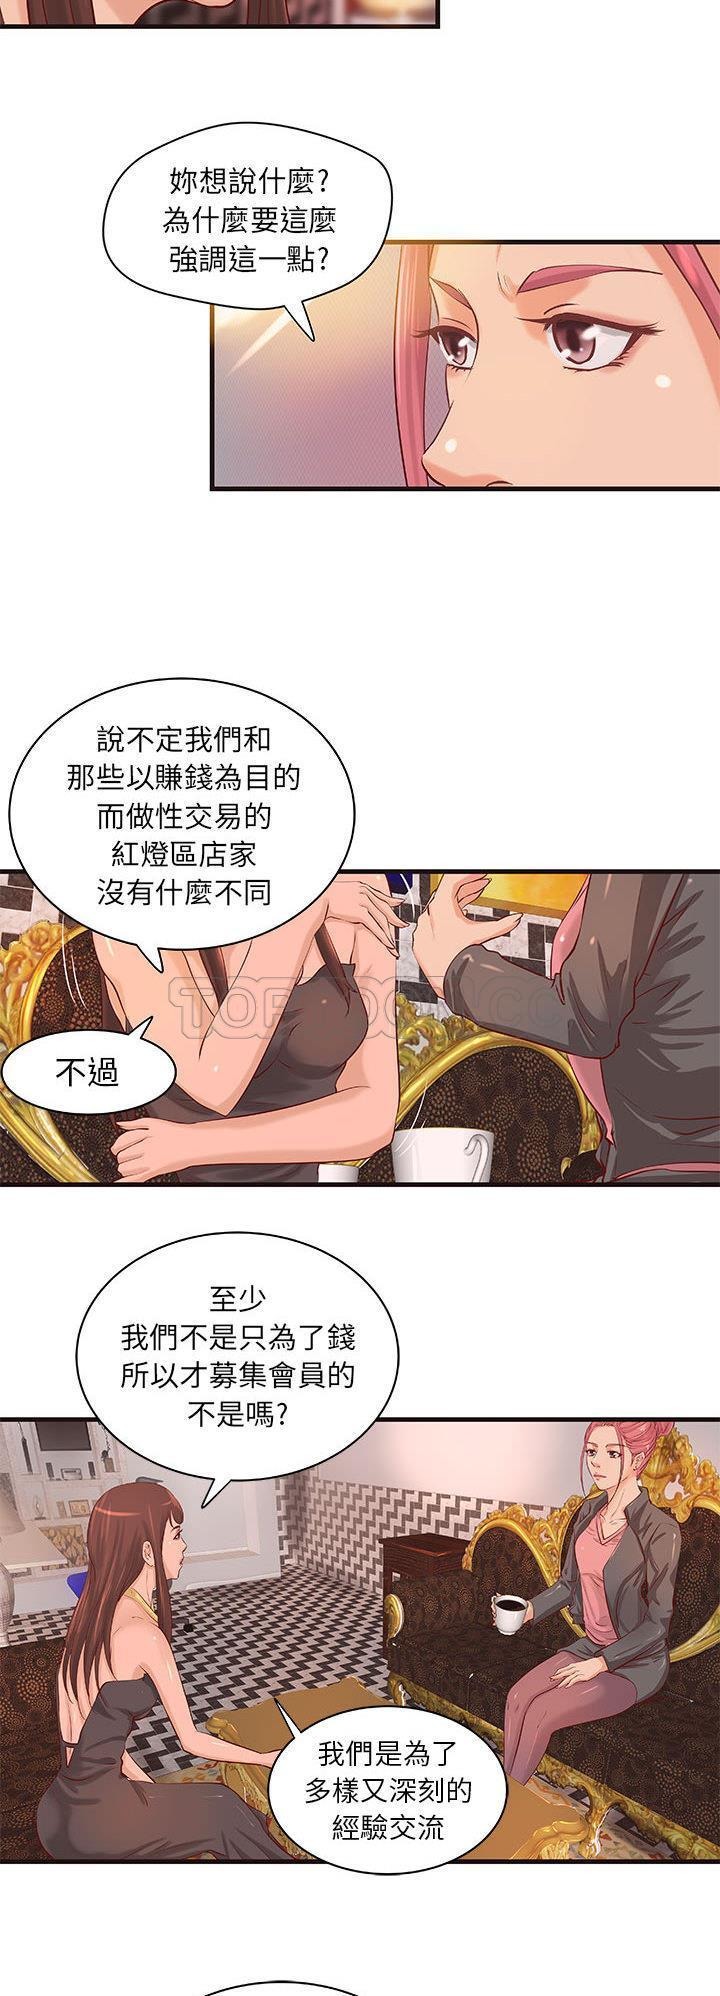 妳想說什麼?
為什麼要這麼
強調這一點?
說不定我們和
那些以賺錢為目的
而做性交易的
紅燈區店家
沒有什麼不同
TOPTOON.CC
不過
至少
我們不是只為了錢
所以才募集會員的
不是嗎?
我們是為了
多樣又深刻的
經驗交流